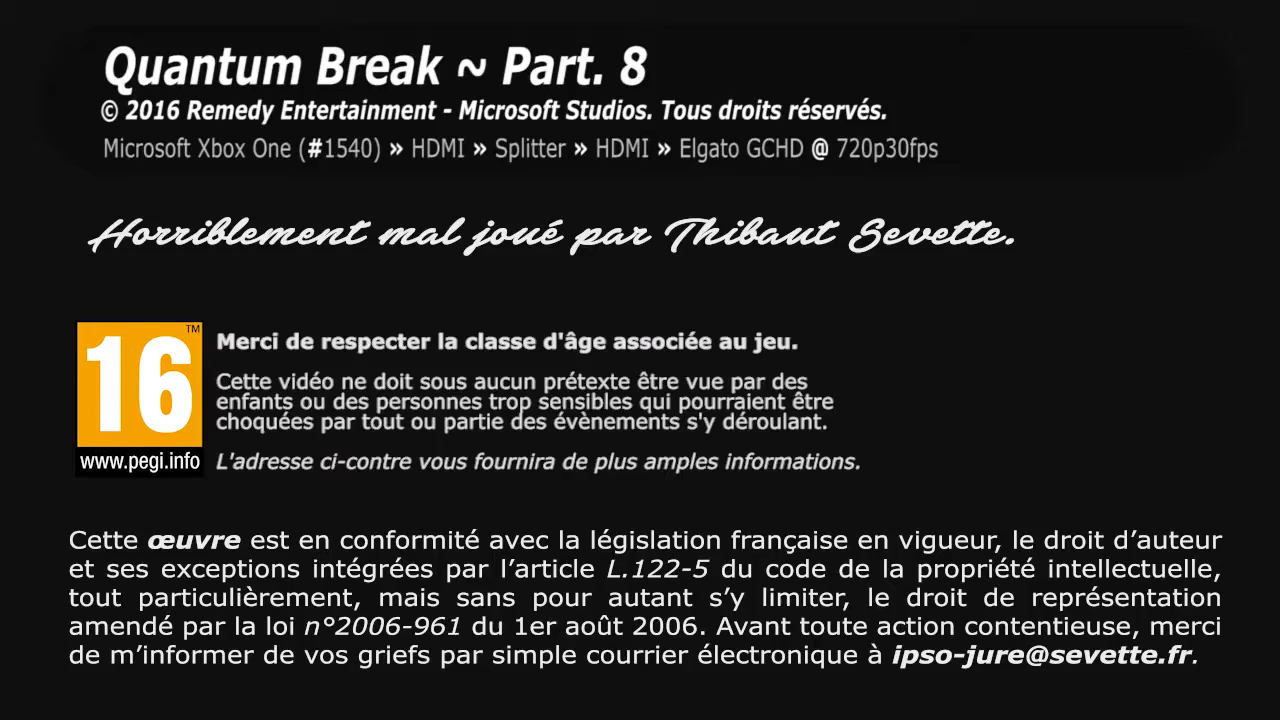 Quantum Break ~ Part. 8
© 2016 Remedy Entertainment - Microsoft Studios. Tous droits réservés.
Microsoft Xbox One (#1540) » HDMI » Splitter » HDMI » Elgato GCHD @ 720p30fps
Horriblement mal joué par Thibaut Sevette.
16
TM
www.pegi.info
Merci de respecter la classe d'âge associée au jeu.
Cette vidéo ne doit sous aucun prétexte être vue par des
enfants ou des personnes trop sensibles qui pourraient être
choquées par tout ou partie des évènements s'y déroulant.
L'adresse ci-contre vous fournira de plus amples informations.
Cette œuvre est en conformité avec la législation française en vigueur, le droit d’auteur
et ses exceptions intégrées par l’article L.122-5 du code de la propriété intellectuelle,
tout particulièrement, mais sans pour autant s’y limiter, le droit de représentation
amendé par la loi n°2006-961 du 1er août 2006. Avant toute action contentieuse, merci
de m’informer de vos griefs par simple courrier électronique à ipso-jure@sevette.fr.